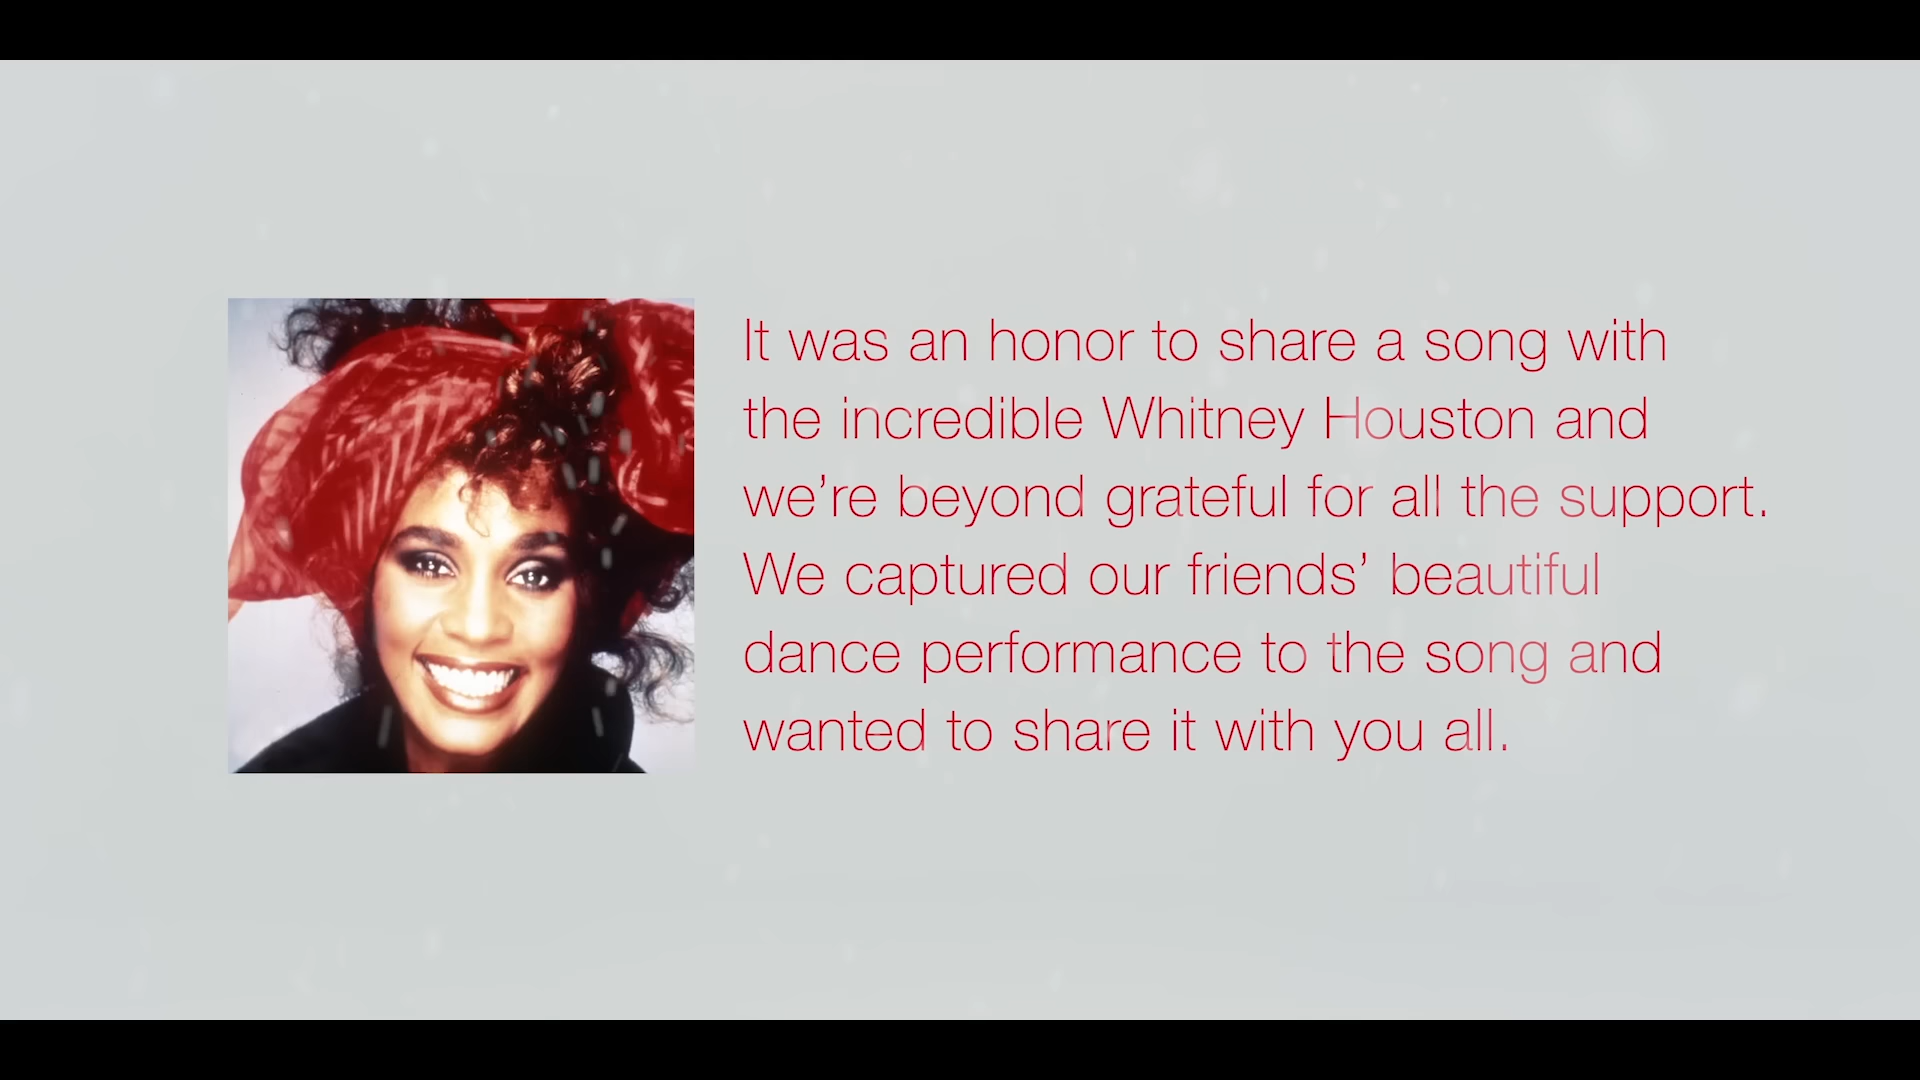 It was an honor to share a song with
the incredible Whitney Houston and
we’re beyond grateful for all the support.
We captured our friends’ beautiful
dance performance to the song and
wanted to share it with you all.